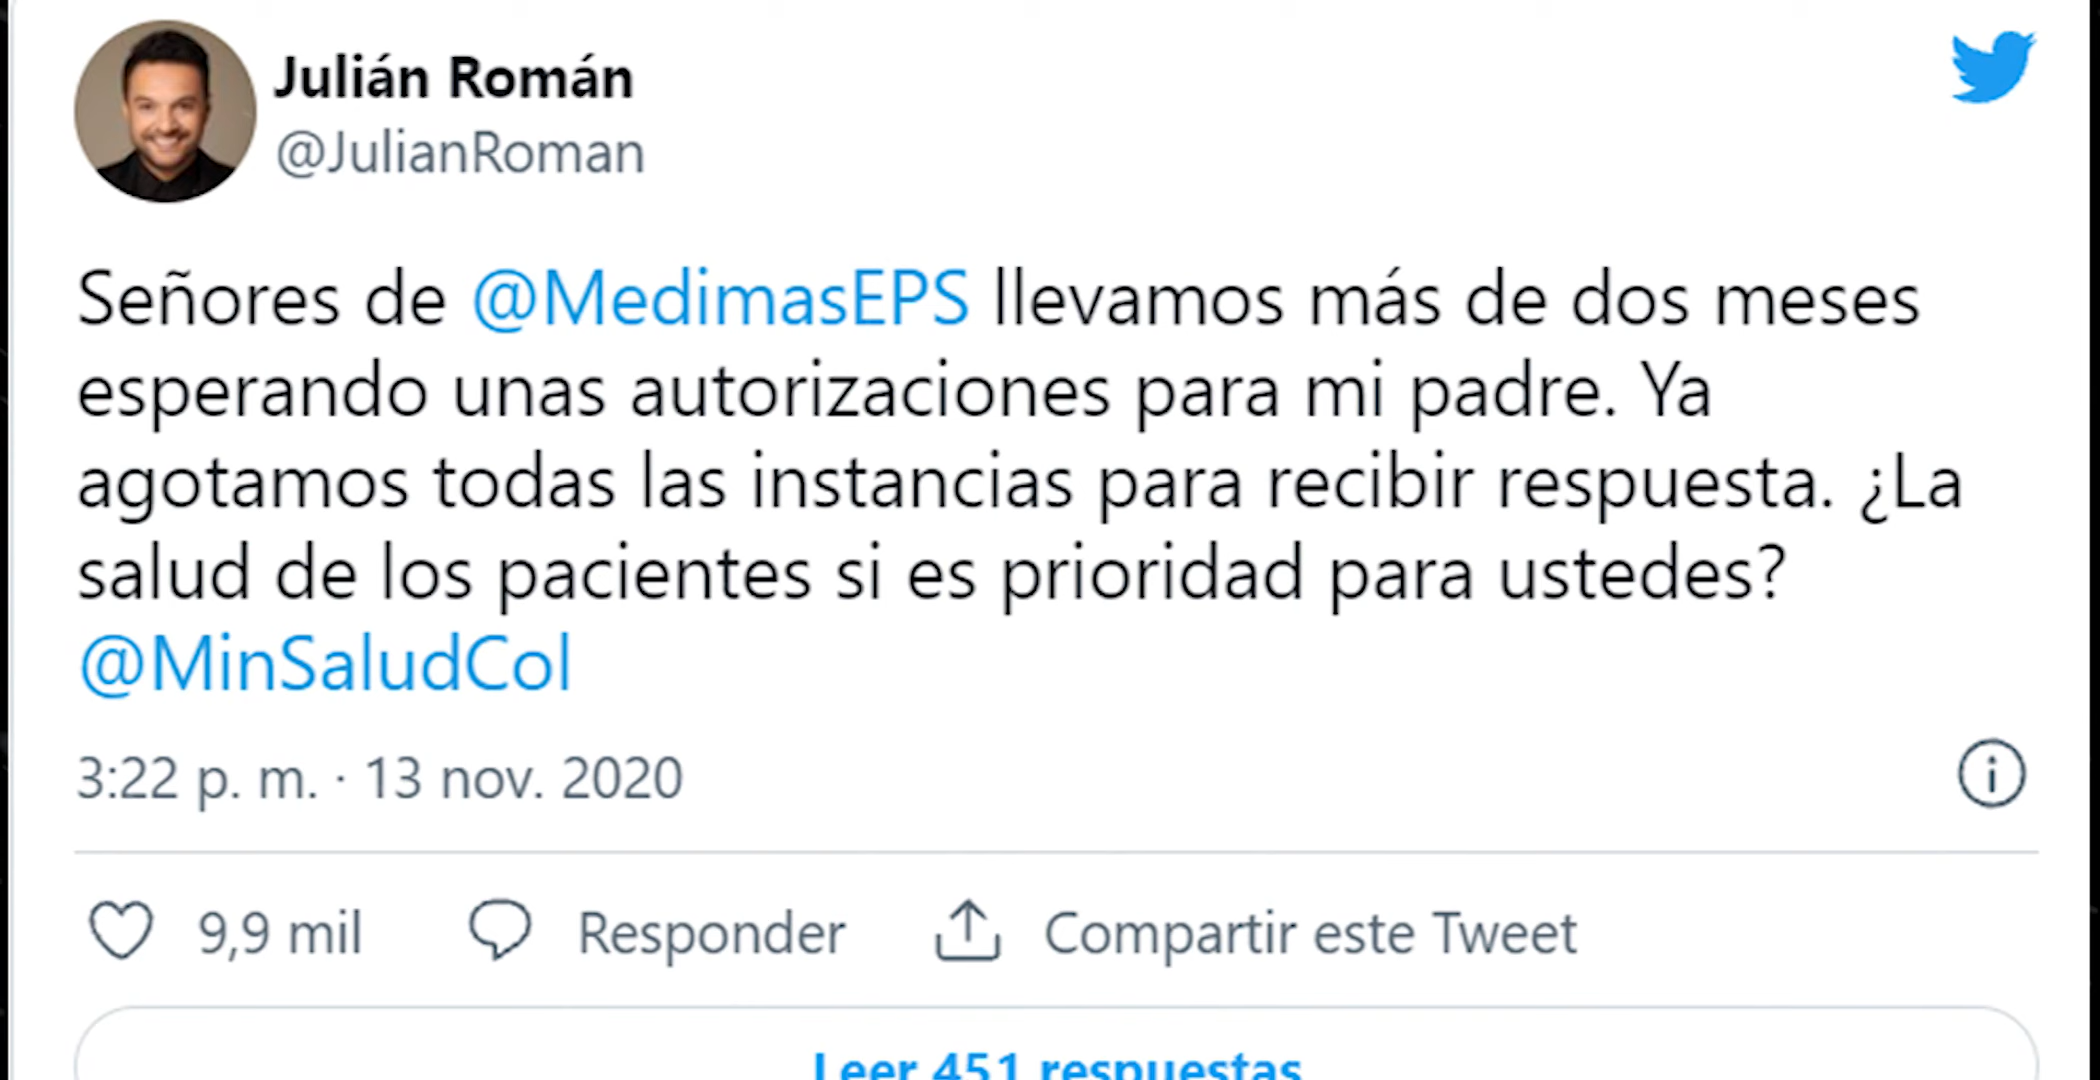 Julián Román
@JulianRoman
Señores de @MedimasEPS llevamos más de dos meses
esperando unas autorizaciones para mi padre. Ya
agotamos todas las instancias para recibir respuesta. ¿La
salud de los pacientes si es prioridad para ustedes?
@MinSaludCol
3:22 p. m. · 13 nov. 2020
9,9 mil Responder Compartir este Tweet
Leer 451 respuestas